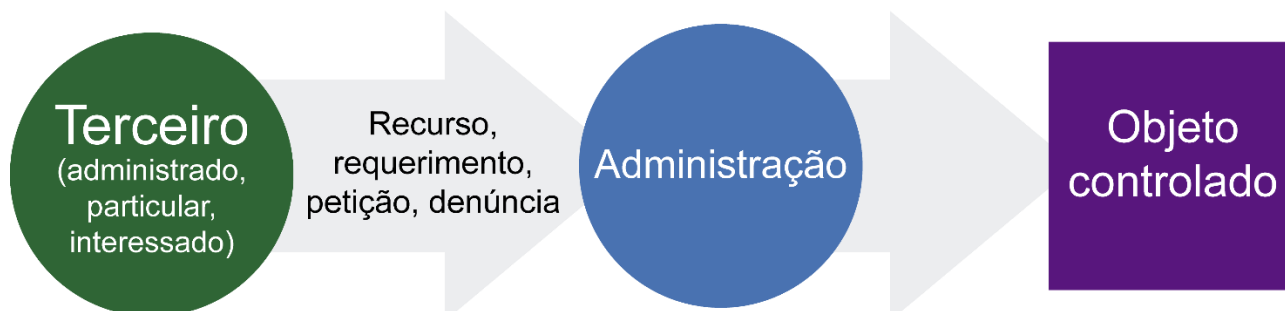 Terceiro
(administrado,
particular,
interessado)
Recurso,
requerimento,
petição, denúncia
Administração
Objeto
controlado